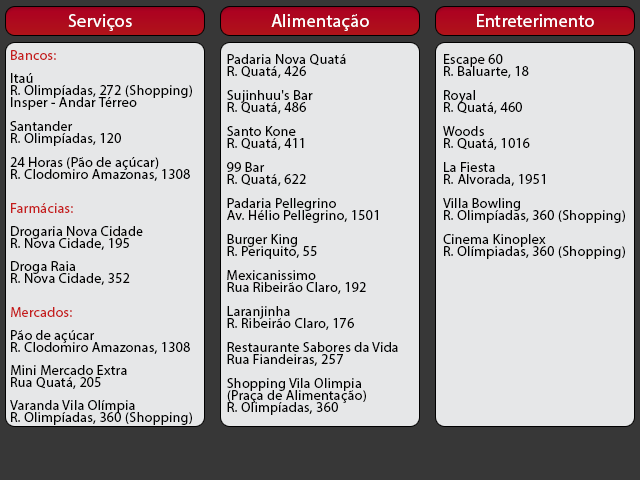 Serviços
Bancos:
Itaú
R. Olimpíadas, 272 (Shopping)
Insper - Andar Térreo
Santander
R. Olimpíadas, 120
24 Horas (Páo de açúcar)
R. Clodomiro Amazonas, 1308
Farmácias:
Drogaria Nova Cidade
R. Nova Cidade, 195
Droga Raia
R. Nova Cidade, 352
Mercados:
Páo de açúcar
R. Clodomiro Amazonas, 1308
Mini Mercado Extra
Rua Quatá, 205
Varanda Vila Olímpia
R. Olimpíadas, 360 (Shopping)
Alimentação
Padaria Nova Quatá
R. Quatá, 426
Sujinhuu's Bar
R. Quatá, 486
Santo Kone
R. Quatá, 411
99 Bar
R. Quatá, 622
Padaria Pellegrino
Av. Hélio Pellegrino, 1501
Burger King
R. Periquito, 55
Mexicanissimo
Rua Ribeirão Claro, 192
Laranjinha
R. Ribeiráo Claro, 176
Restaurante Sabores da Vida
Rua Fiandeiras, 257
Shopping Vila Olimpia
(Praça de Alimentação)
R. Olimpíadas, 360
Entreterimento
Escape 60
R. Baluarte, 18
Royal
R. Quatá, 460
Woods
R. Quatá, 1016
La Fiesta
R. Alvorada, 1951
Villa Bowling
R. Olimpíadas, 360 (Shopping)
Cinema Kinoplex
R. Olímpiadas, 360 (Shopping)